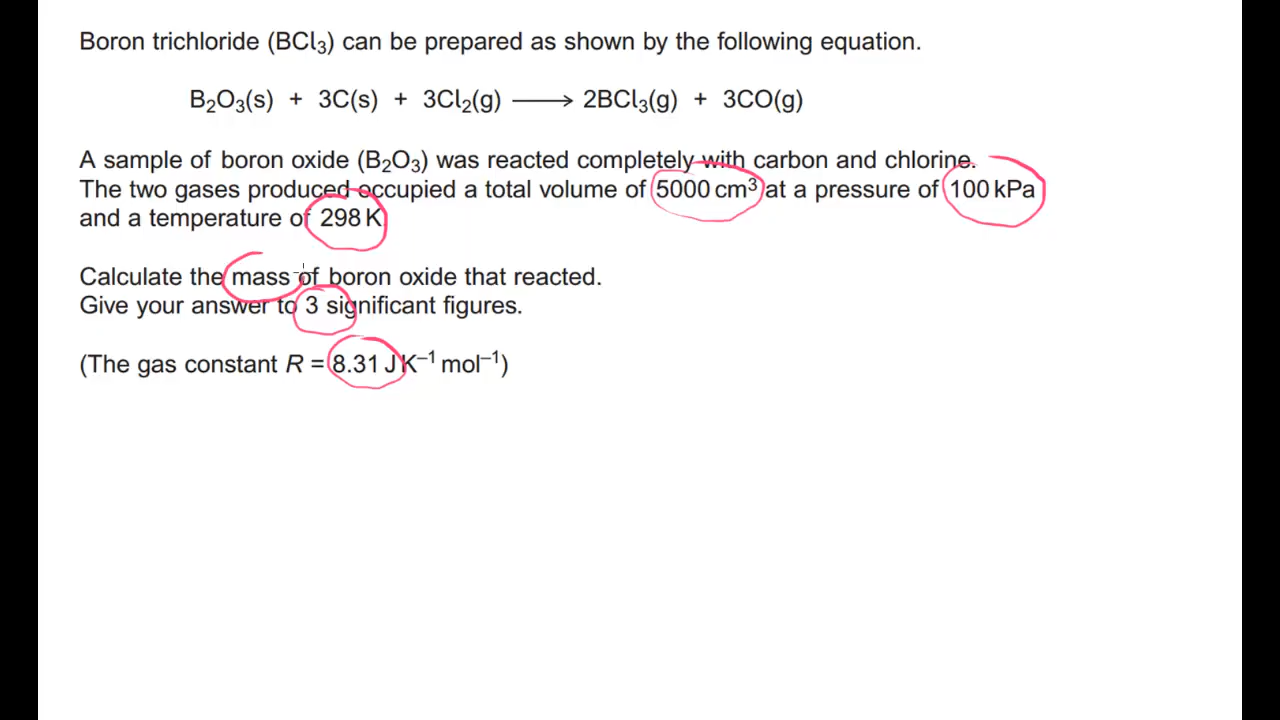 Boron trichloride (BCl₃) can be prepared as shown by the following equation.
B₂O₃(s) + 3C(s) + 3Cl₂(g) ⟶ 2BCl₃(g) + 3CO(g)
A sample of boron oxide (B₂O₃) was reacted completely with carbon and chlorine.
The two gases produced occupied a total volume of 5000 cm³ at a pressure of 100 kPa
and a temperature of 298 K
Calculate the mass of boron oxide that reacted.
Give your answer to 3 significant figures.
(The gas constant R = 8.31 J K⁻¹ mol⁻¹)